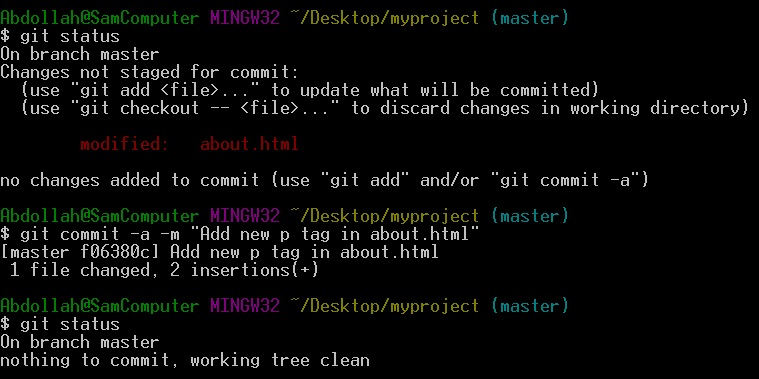 Abdollah@SamComputer MINGW32 ~/Desktop/myproject (master)
$ git status
On branch master
Changes not staged for commit:
  (use "git add <file>..." to update what will be committed)
  (use "git checkout -- <file>..." to discard changes in working directory)
        modified:   about.html
no changes added to commit (use "git add" and/or "git commit -a")
Abdollah@SamComputer MINGW32 ~/Desktop/myproject (master)
$ git commit -a -m "Add new p tag in about.html"
[master f06380c] Add new p tag in about.html
 1 file changed, 2 insertions(+)
Abdollah@SamComputer MINGW32 ~/Desktop/myproject (master)
$ git status
On branch master
nothing to commit, working tree clean